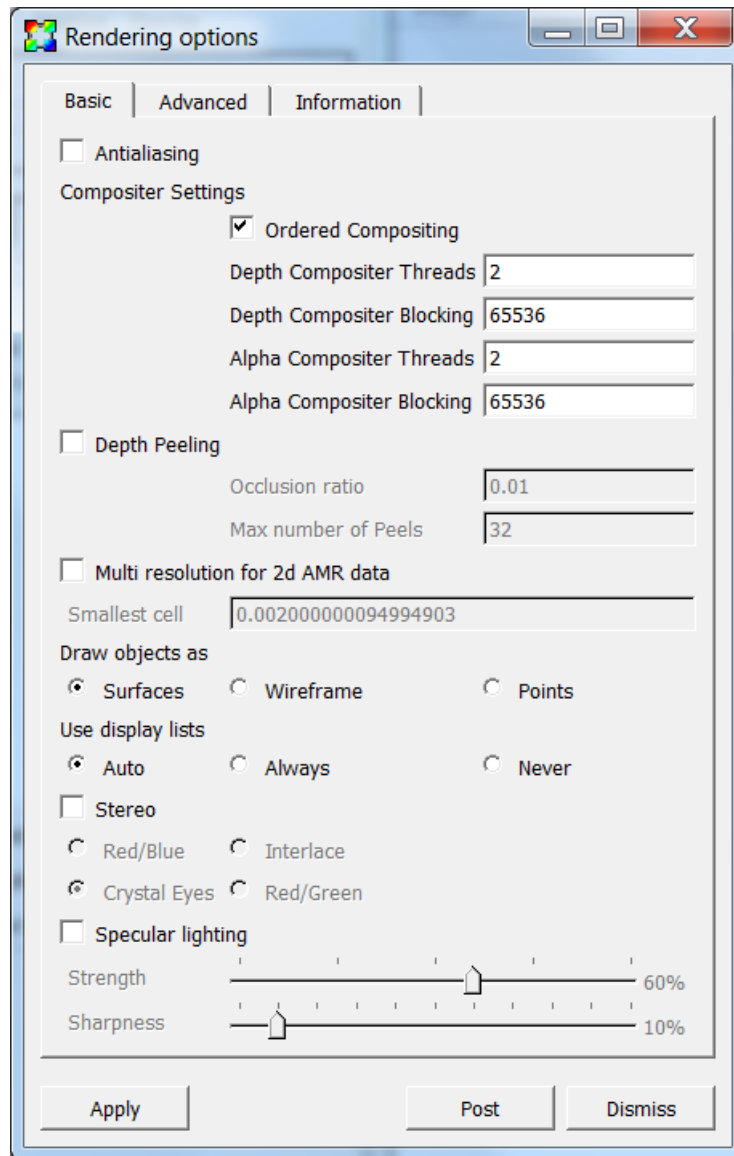 Rendering options
Basic Advanced Information
Antialiasing
Compositer Settings
Ordered Compositing
Depth Compositer Threads 2
Depth Compositer Blocking 65536
Alpha Compositer Threads 2
Alpha Compositer Blocking 65536
Depth Peeling
Occlusion ratio 0.01
Max number of Peels 32
Multi resolution for 2d AMR data
Smallest cell 0.002000000094994903
Draw objects as
Surfaces Wireframe Points
Use display lists
Auto Always Never
Stereo
Red/Blue Interlace
Crystal Eyes Red/Green
Specular lighting
Strength 60%
Sharpness 10%
Apply Post Dismiss